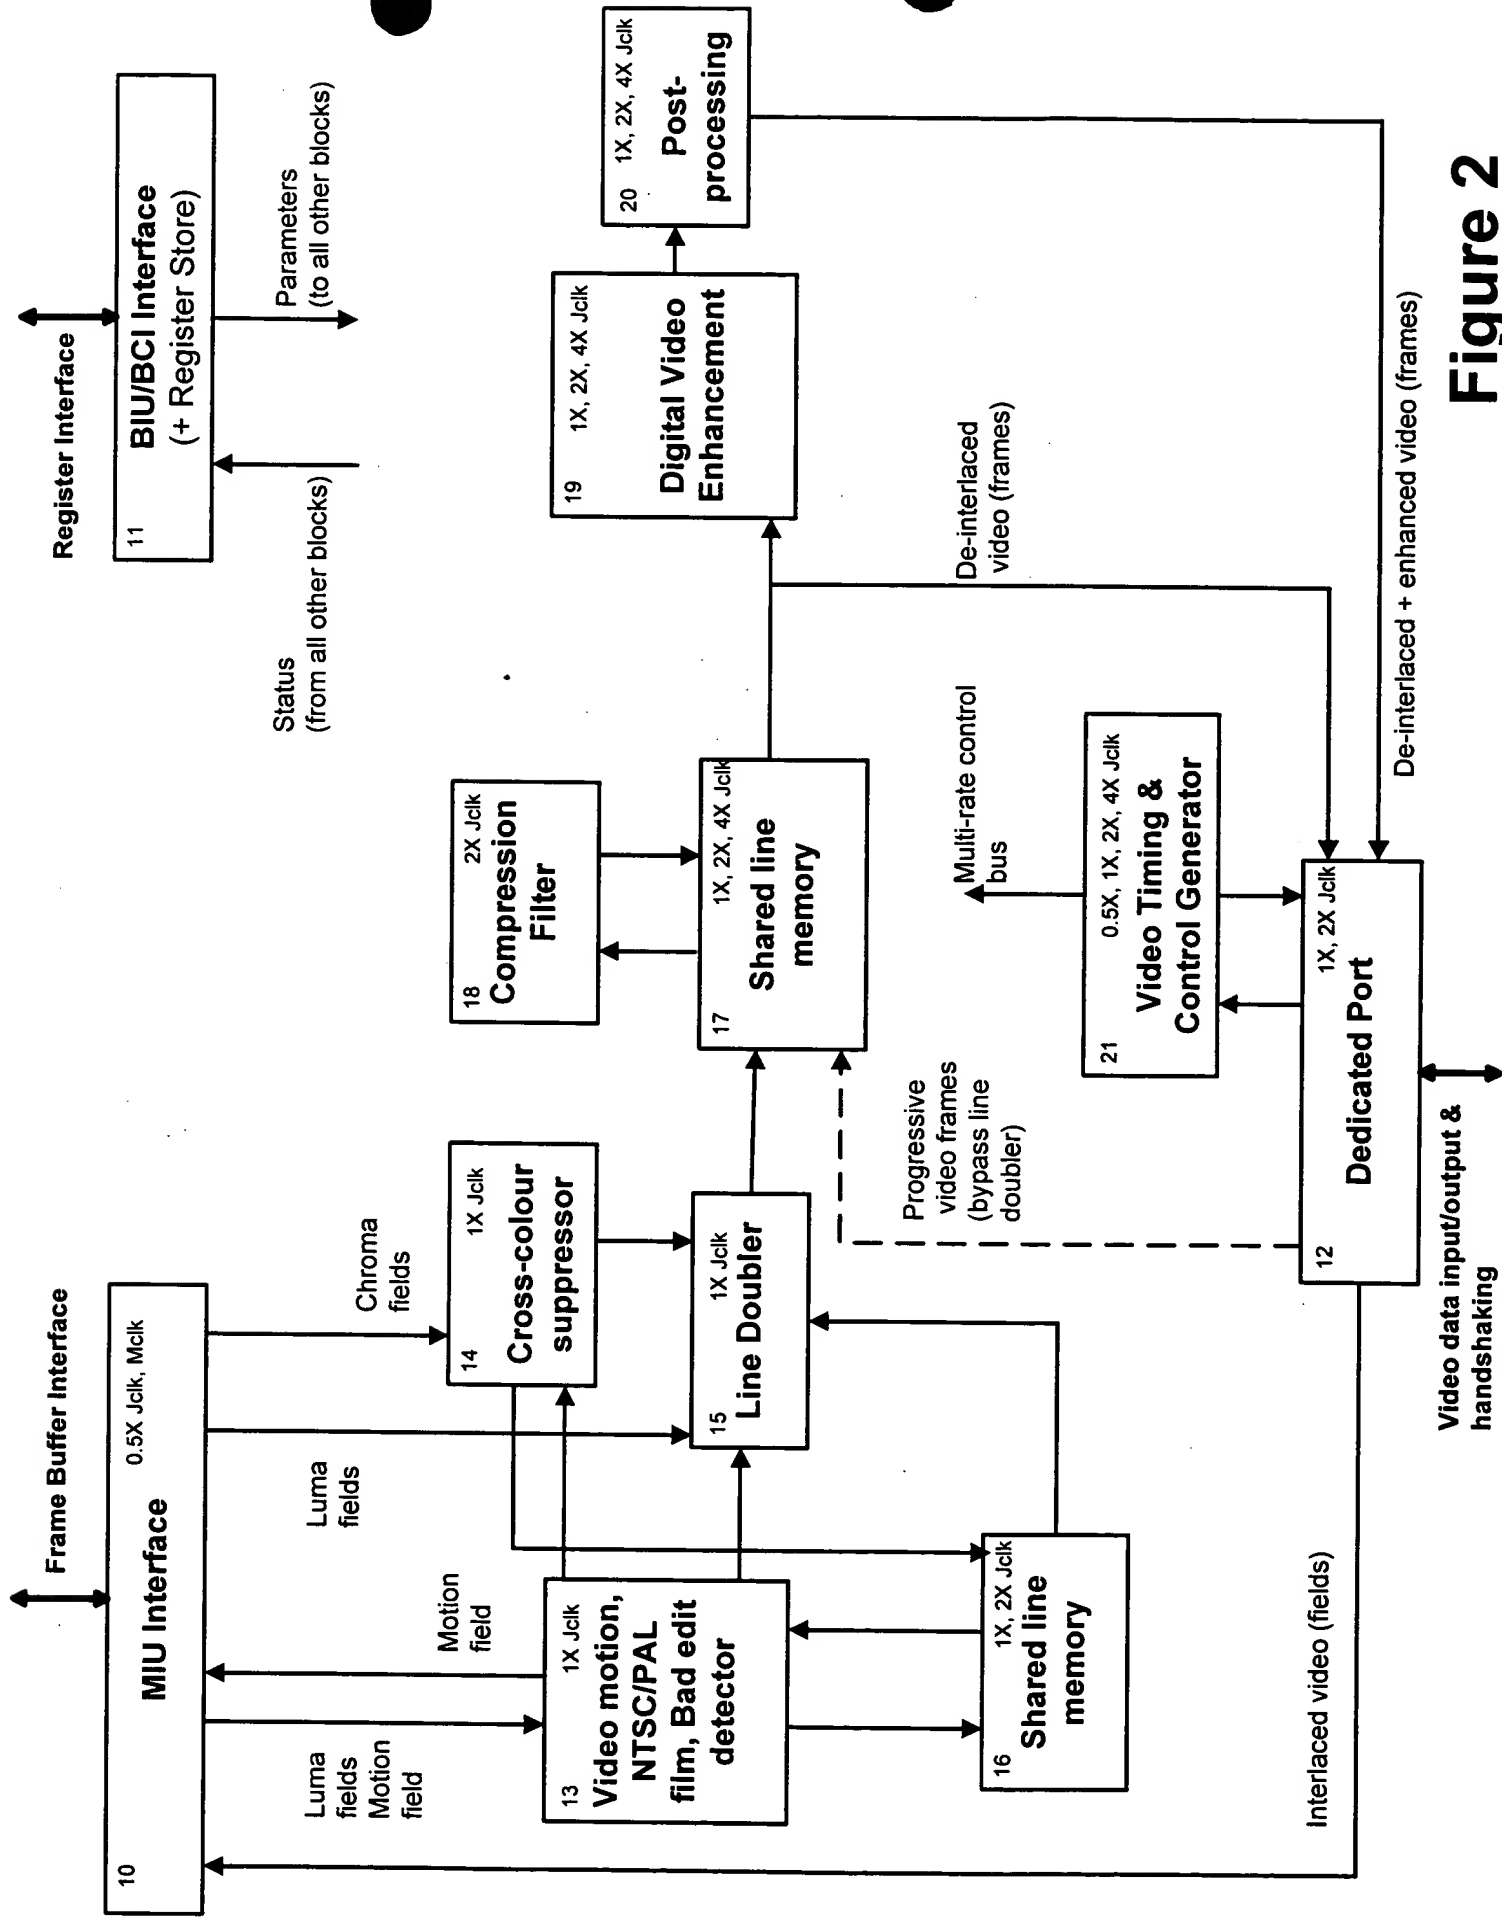 Frame Buffer Interface
10
MIU Interface
0.5X Jclk, Mclk
Register Interface
11
BIU/BCI Interface
(+ Register Store)
Status
(from all other blocks)
Parameters
(to all other blocks)
Luma
fields
Motion
field
Motion
field
Luma
fields
Chroma
fields
13
1X Jclk
Video motion,
NTSC/PAL
film, Bad edit
detector
14
1X Jclk
Cross-colour
suppressor
15
1X Jclk
Line Doubler
16
1X, 2X Jclk
Shared line
memory
18
2X Jclk
Compression
Filter
17
1X, 2X, 4X Jclk
Shared line
memory
19
1X, 2X, 4X Jclk
Digital Video
Enhancement
20
1X, 2X, 4X Jclk
Post-
processing
Progressive
video frames
(bypass line
doubler)
Multi-rate control
bus
De-interlaced
video (frames)
21
0.5X, 1X, 2X, 4X Jclk
Video Timing &
Control Generator
12
1X, 2X Jclk
Dedicated Port
Interlaced video (fields)
De-interlaced + enhanced video (frames)
Video data input/output &
handshaking
Figure 2